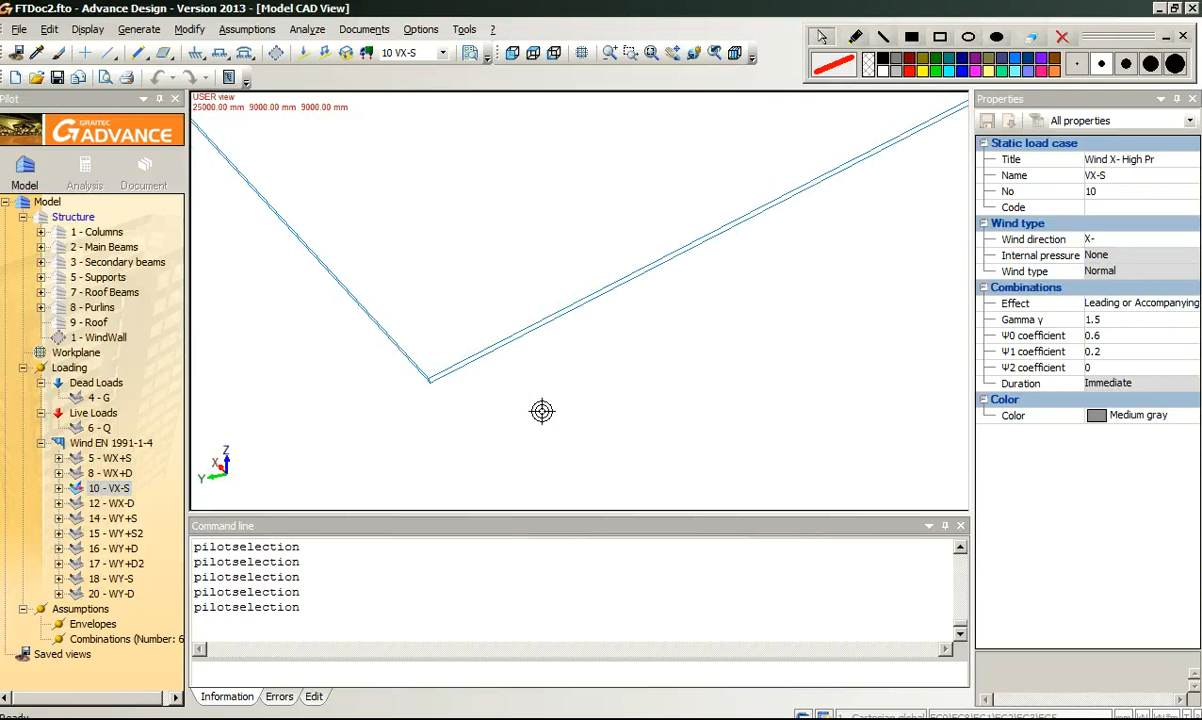 FTDoc2.fto - Advance Design - Version 2013 - [Model CAD View]
File Edit Display Generate Modify Assumptions Analyze Documents Options Tools ?
10 VX-S
Pilot
GRAITEC
ADVANCE
Model Analysis Document
Model
Structure
1 - Columns
2 - Main Beams
3 - Secondary beams
5 - Supports
7 - Roof Beams
8 - Purlins
9 - Roof
1 - WindWall
Workplane
Loading
Dead Loads
4 - G
Live Loads
6 - Q
Wind EN 1991-1-4
5 - WX+S
8 - WX+D
10 - VX-S
12 - WX-D
14 - WY+S
15 - WY+S2
16 - WY+D
17 - WY+D2
18 - WY-S
20 - WY-D
Assumptions
Envelopes
Combinations (Number: 6
Saved views
USER view
25000.00 mm 9000.00 mm 9000.00 mm
Z
X
Y
Command line
pilotselection
pilotselection
pilotselection
pilotselection
pilotselection
Information Errors Edit
Properties
All properties
Static load case
Title Wind X- High Pr
Name VX-S
No 10
Code
Wind type
Wind direction X-
Internal pressure None
Wind type Normal
Combinations
Effect Leading or Accompanying
Gamma γ 1.5
Ψ0 coefficient 0.6
Ψ1 coefficient 0.2
Ψ2 coefficient 0
Duration Immediate
Color
Color Medium gray